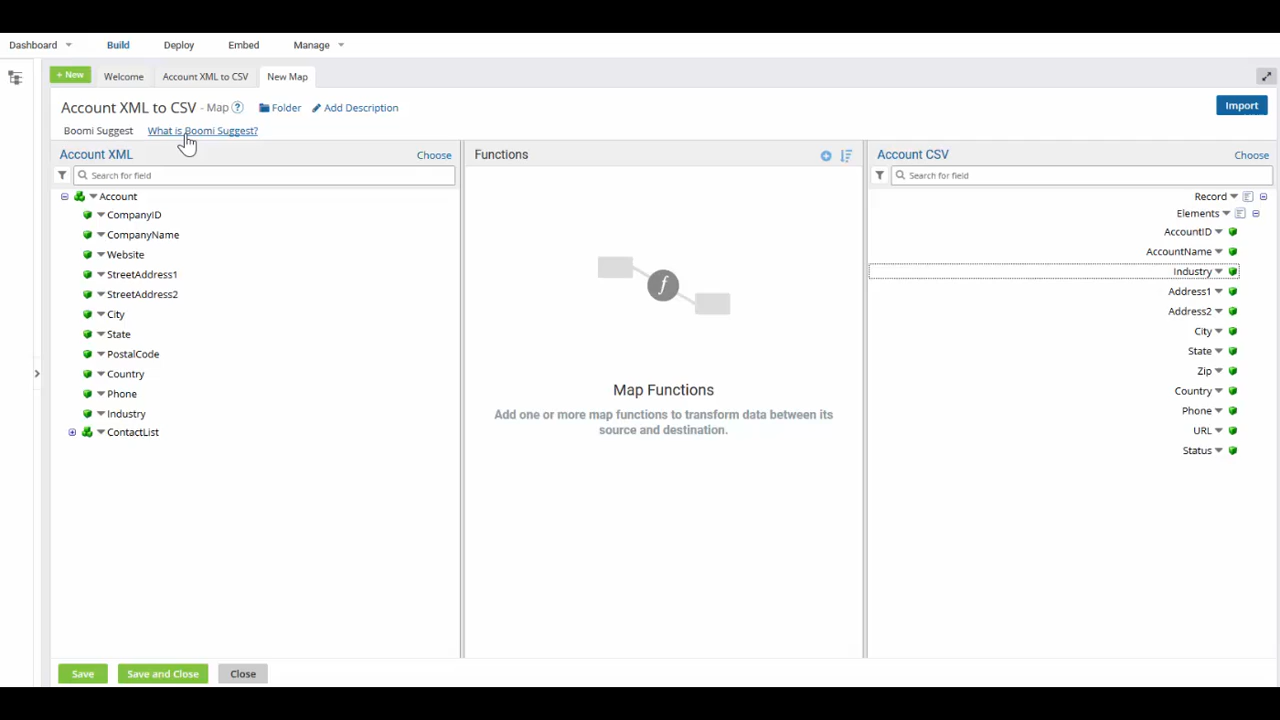 Dashboard Build Deploy Embed Manage
+ New Welcome Account XML to CSV New Map
Account XML to CSV - Map ? Folder Add Description Import
Boomi Suggest What is Boomi Suggest?
Account XML Choose
Search for field
Account
CompanyID
CompanyName
Website
StreetAddress1
StreetAddress2
City
State
PostalCode
Country
Phone
Industry
ContactList
Functions
f
Map Functions
Add one or more map functions to transform data between its
source and destination.
Account CSV Choose
Search for field
Record
Elements
AccountID
AccountName
Industry
Address1
Address2
City
State
Zip
Country
Phone
URL
Status
Save Save and Close Close